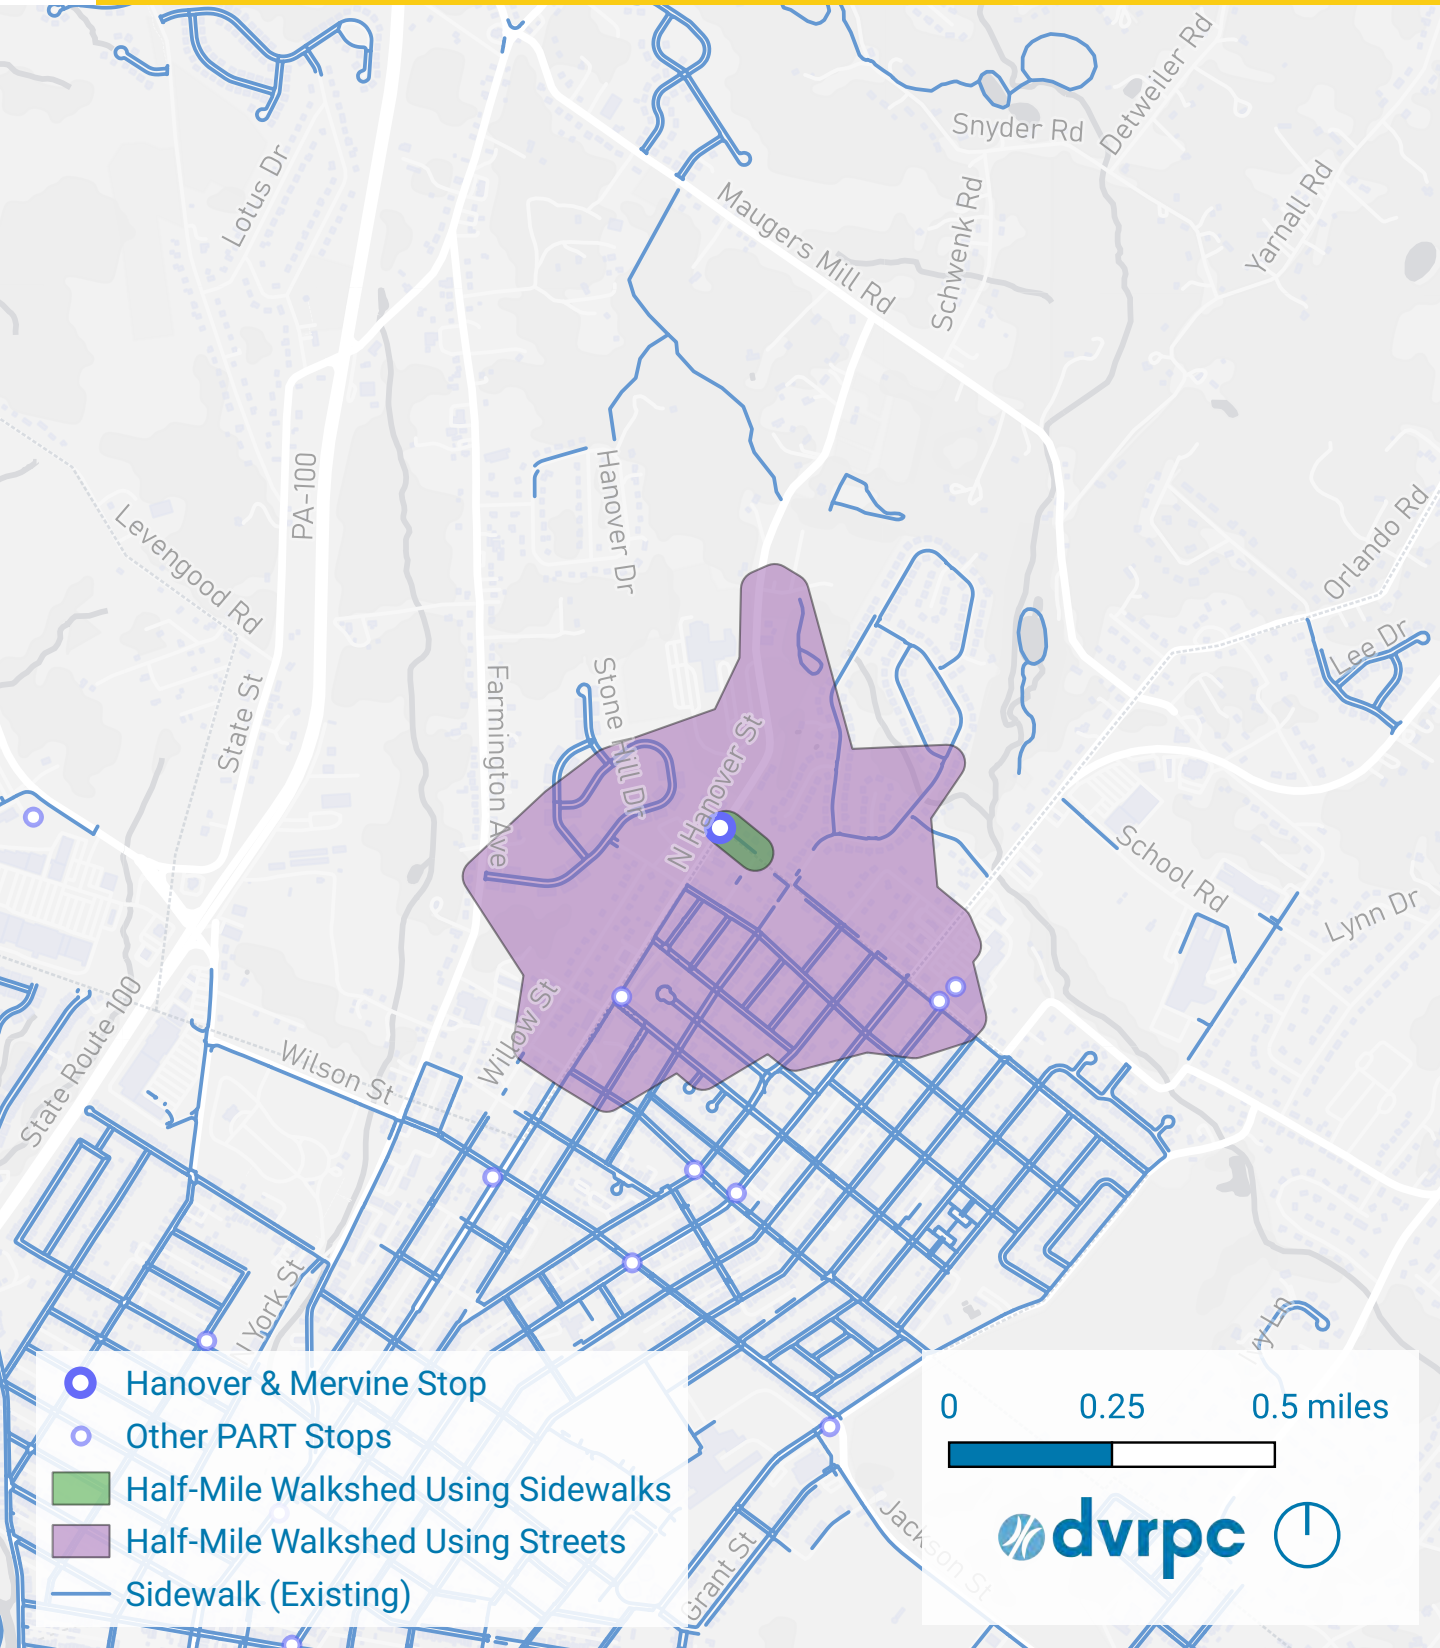 Detweiler Rd
Snyder Rd
Lotus Dr
Yarnall Rd
Schwenk Rd
Maugers Mill Rd
PA-100
Hanover Dr
Levengood Rd
Orlando Rd
Lee Dr
State St
Farmington Ave
Stone Hill Dr
N Hanover St
School Rd
Lynn Dr
State Route 100
Willow St
Wilson St
N York St
Ivy Ln
Hanover & Mervine Stop
Other PART Stops
Half-Mile Walkshed Using Sidewalks
Half-Mile Walkshed Using Streets
Sidewalk (Existing)
Grant St
Jackson St
0 0.25 0.5 miles
dvrpc